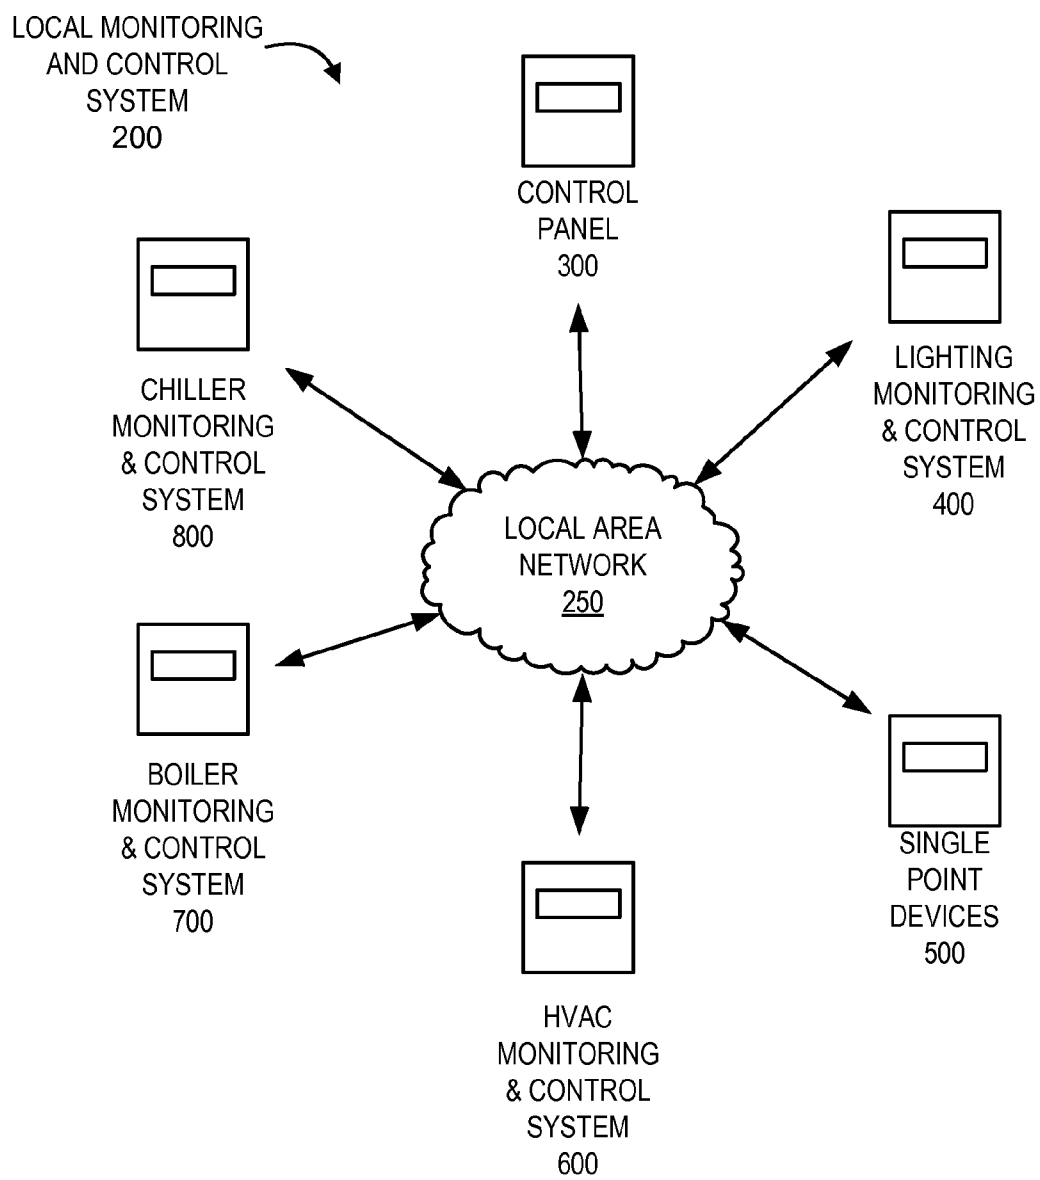 LOCAL MONITORING
AND CONTROL
SYSTEM
200
CONTROL
PANEL
300
LIGHTING
MONITORING
& CONTROL
SYSTEM
400
CHILLER
MONITORING
& CONTROL
SYSTEM
800
LOCAL AREA
NETWORK
250
BOILER
MONITORING
& CONTROL
SYSTEM
700
SINGLE
POINT
DEVICES
500
HVAC
MONITORING
& CONTROL
SYSTEM
600